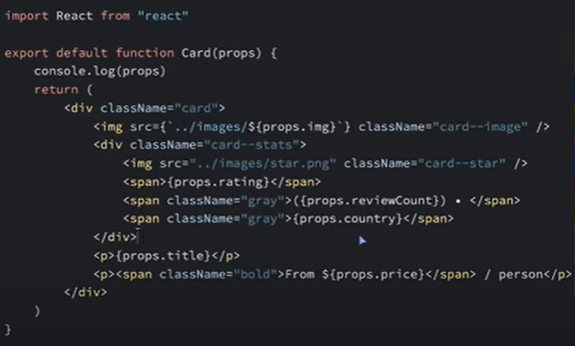 import React from "react"
export default function Card(props) {
console.log(props)
return (
<div className="card">
<img src={`../images/${props.img}`} className="card--image" />
<div className="card--stats">
<img src="../images/star.png" className="card--star" />
<span>{props.rating}</span>
<span className="gray">({props.reviewCount}) • </span>
<span className="gray">{props.country}</span>
</div>
<p>{props.title}</p>
<p><span className="bold">From ${props.price}</span> / person</p>
</div>
)
}